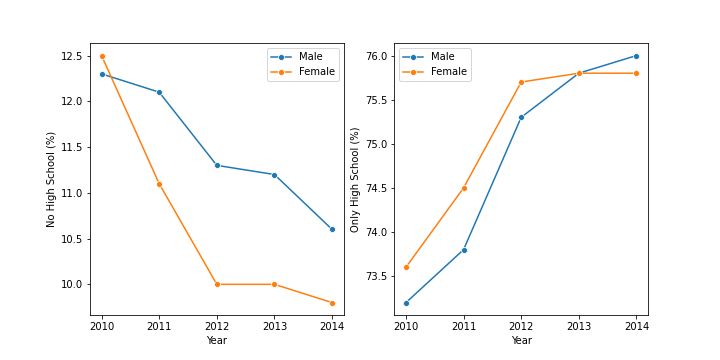 12.5
12.0
11.5
11.0
10.5
10.0
No High School (%)
Male
Female
2010 2011 2012 2013 2014
Year
76.0
75.5
75.0
74.5
74.0
73.5
Only High School (%)
Male
Female
2010 2011 2012 2013 2014
Year